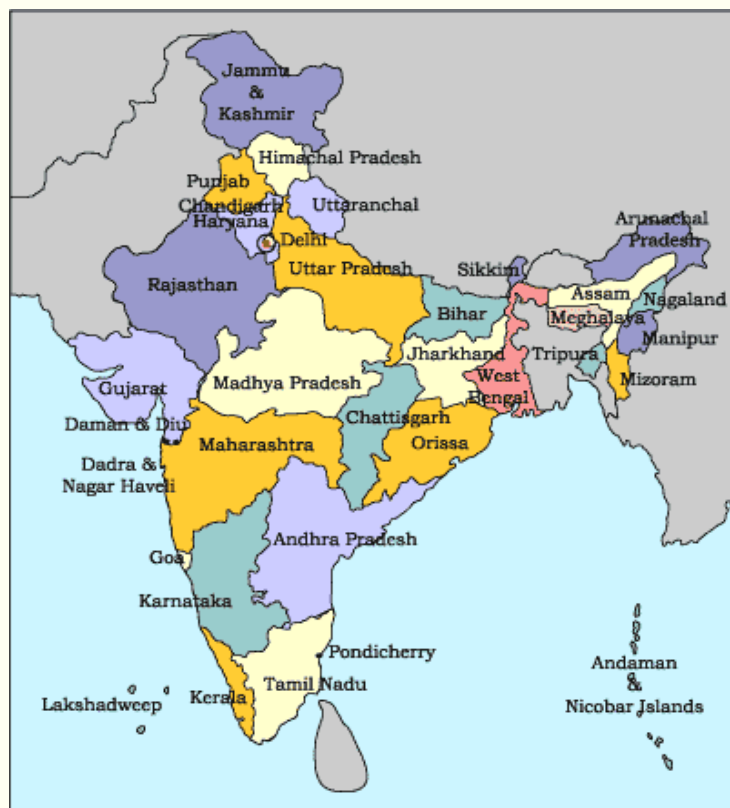 Jammu
&
Kashmir
Himachal Pradesh
Punjab
Chandigarh
Uttaranchal
Haryana
Delhi
Arunachal
Pradesh
Uttar Pradesh
Sikkim
Rajasthan
Assam
Nagaland
Bihar
Meghalaya
Manipur
Jharkhand
Tripura
Gujarat
Madhya Pradesh
West
Bengal
Mizoram
Chattisgarh
Daman & Diu
Maharashtra
Orissa
Dadra &
Nagar Haveli
Andhra Pradesh
Goa
Karnataka
Pondicherry
Andaman
&
Nicobar Islands
Tamil Nadu
Kerala
Lakshadweep